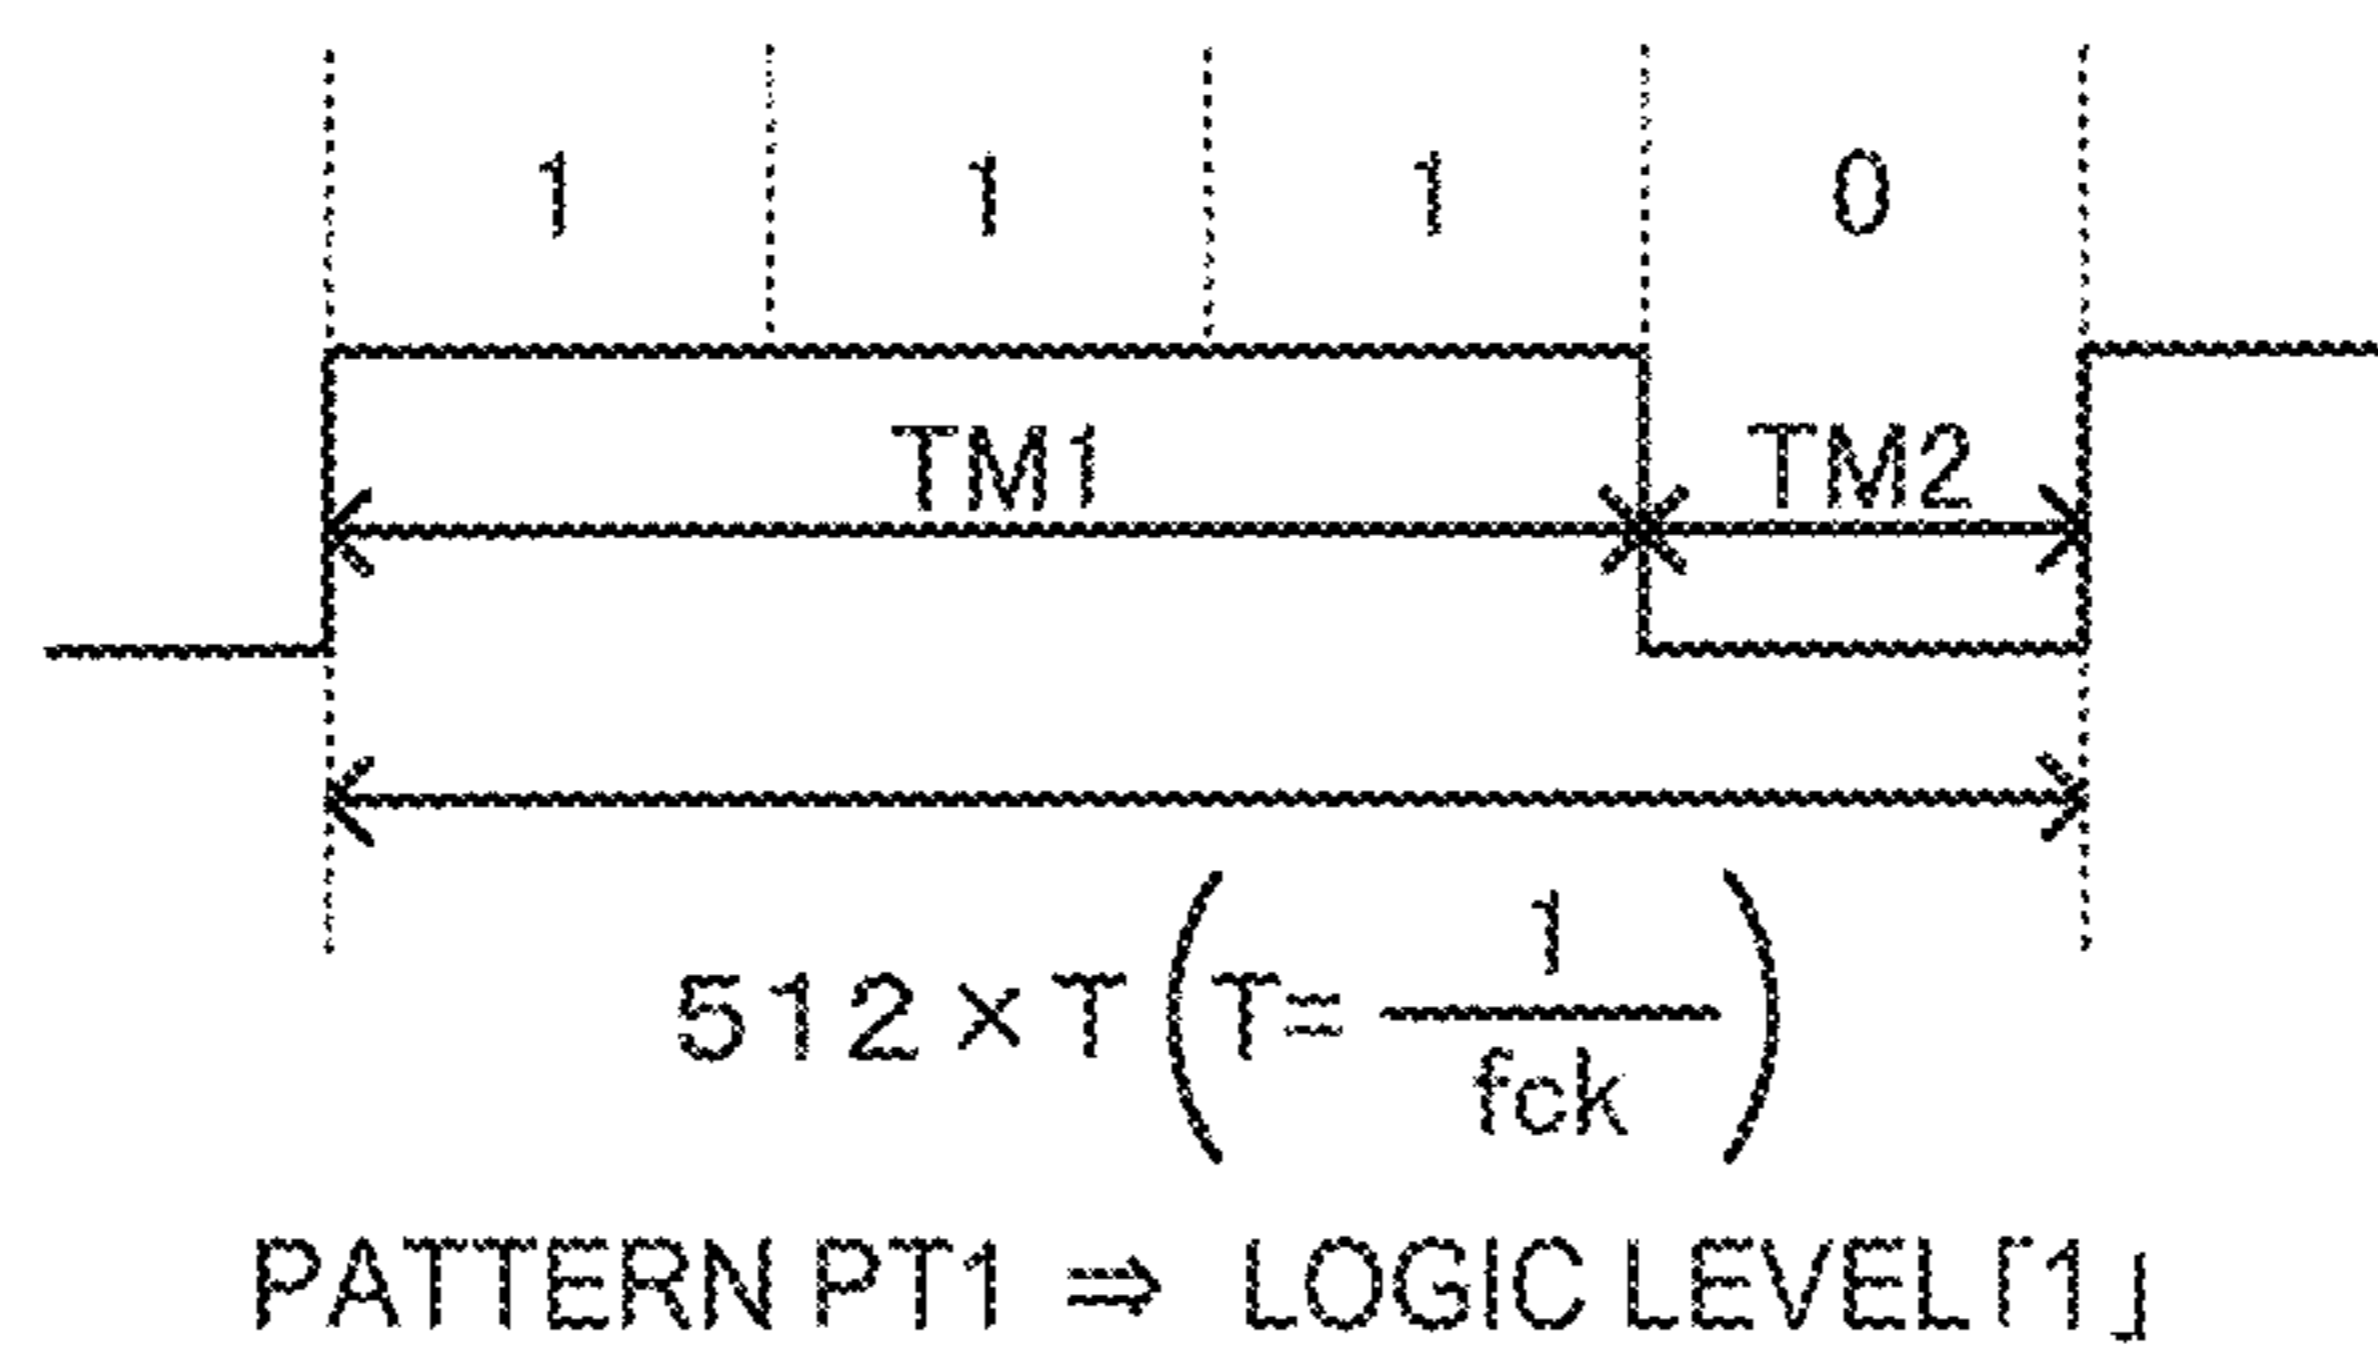 1 1 1 0
TM1 TM2
512×T(T=1/fck)
PATTERN PT1 ⇒ LOGIC LEVEL「1」